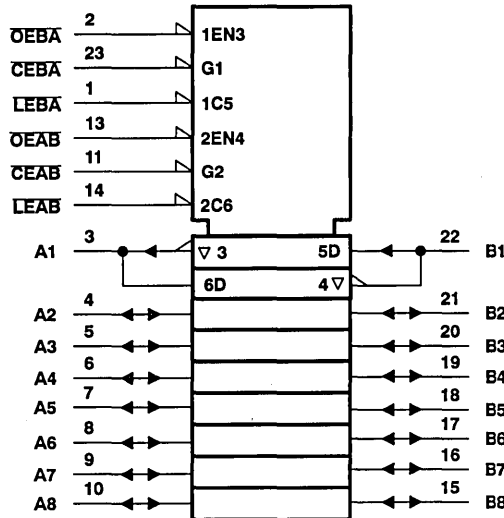 2
OEBA 1EN3
23
CEBA G1
1
LEBA 1C5
13
OEAB 2EN4
11
CEAB G2
14
LEAB 2C6
3 22
A1 ▽ 3 5D B1
6D 4 ▽
4 21
A2 B2
5 20
A3 B3
6 19
A4 B4
7 18
A5 B5
8 17
A6 B6
9 16
A7 B7
10 15
A8 B8